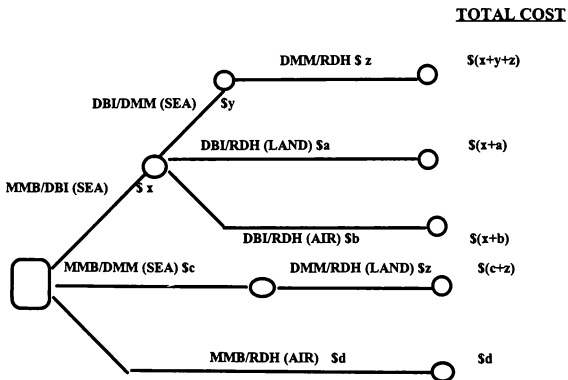 TOTAL COST
DMM/RDH $ z $(x+y+z)
DBI/DMM (SEA) $y
DBI/RDH (LAND) $a $(x+a)
MMB/DBI (SEA) $ x
DBI/RDH (AIR) $b $(x+b)
MMB/DMM (SEA) $c DMM/RDH (LAND) $z $(c+z)
MMB/RDH (AIR) $d $d